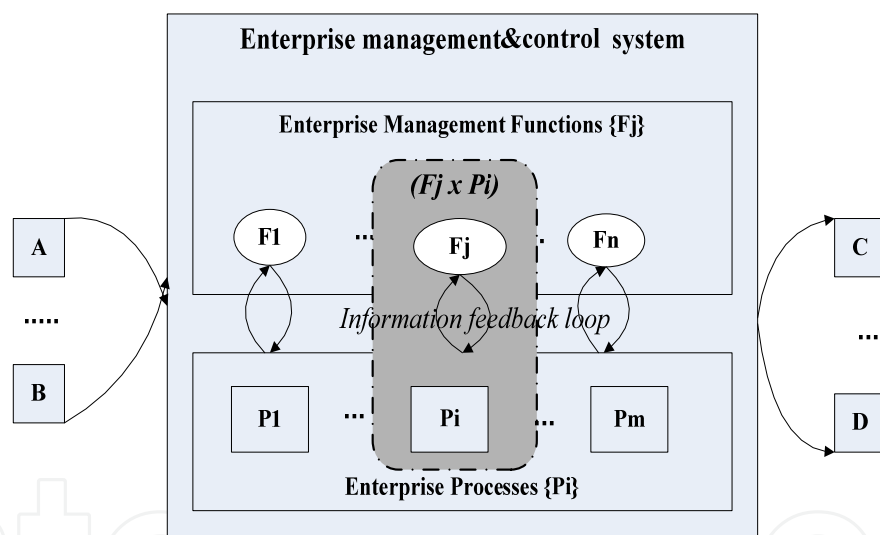 Enterprise management&control system
Enterprise Management Functions {Fj}
(Fj x Pi)
F1
...
Fj
.
Fn
A
.....
B
C
...
D
Information feedback loop
P1
...
Pi
...
Pm
Enterprise Processes {Pi}